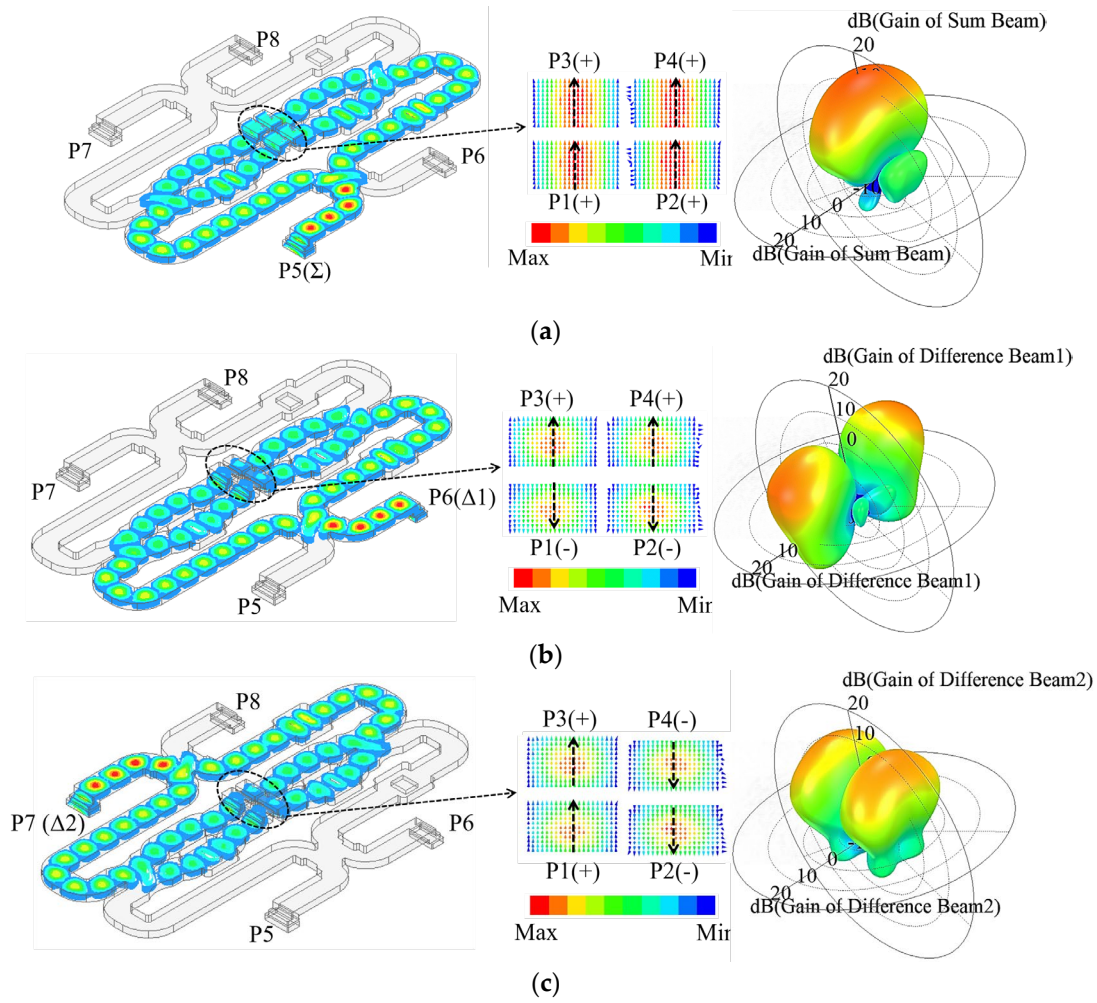 P8
P7
P6
P5(Σ)
P3(+) P4(+)
P1(+) P2(+)
Max Min
dB(Gain of Sum Beam)
20
0
20
dB(Gain of Sum Beam)
(a)
P8
P7
P6(Δ1)
P5
P3(+) P4(+)
P1(-) P2(-)
Max Min
dB(Gain of Difference Beam1)
20
10
0
10
20
dB(Gain of Difference Beam1)
(b)
P8
P7 (Δ2)
P6
P5
P3(+) P4(-)
P1(+) P2(-)
Max Min
dB(Gain of Difference Beam2)
20
10
0
10
20
dB(Gain of Difference Beam2)
(c)